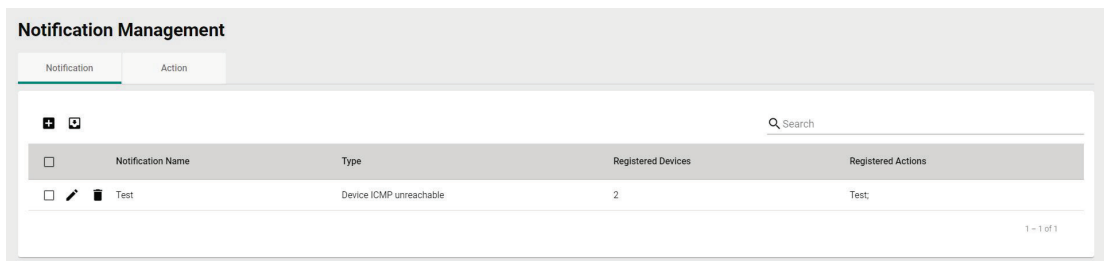 Notification Management
Notification Action
Search
Notification Name Type Registered Devices Registered Actions
Test Device ICMP unreachable 2 Test;
1 – 1 of 1